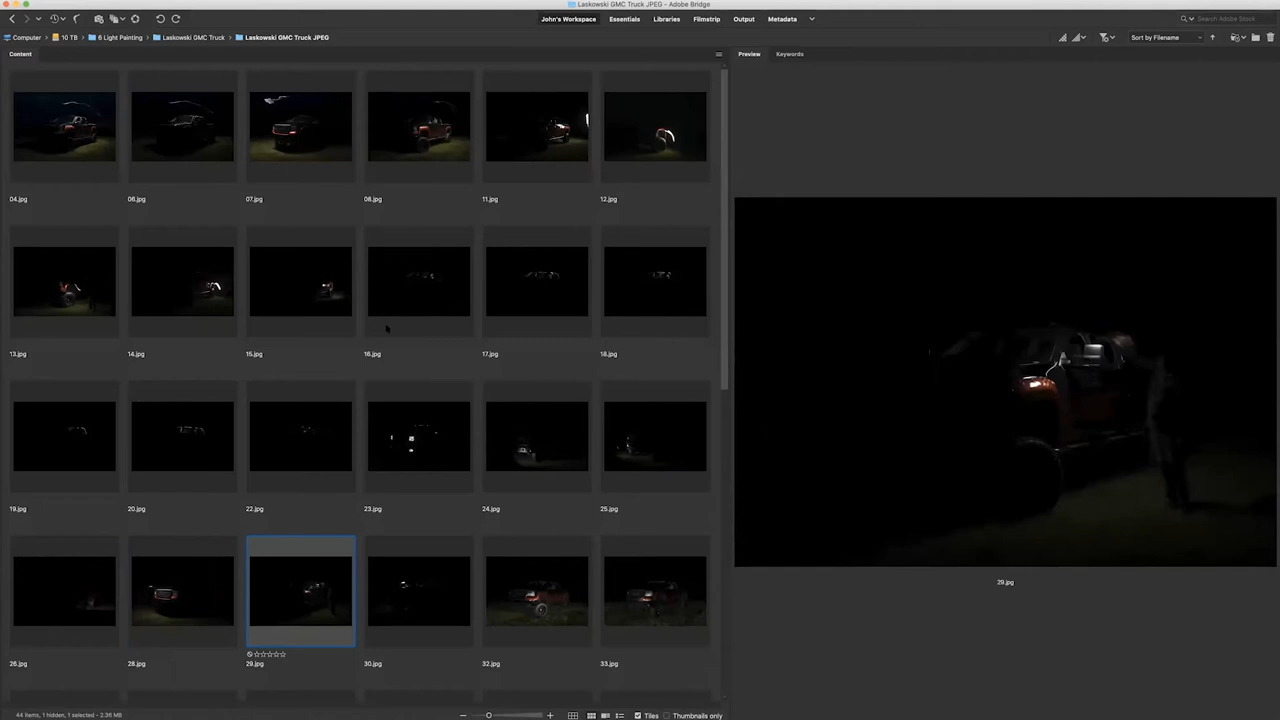 Laskowski GMC Truck JPEG - Adobe Bridge
John's Workspace Essentials Libraries Filmstrip Output Metadata Search Adobe Stock
Computer 10 TB 6 Light Painting Laskowski GMC Truck Laskowski GMC Truck JPEG Sort by Filename
Content Preview Keywords
04.jpg 06.jpg 07.jpg 08.jpg 11.jpg 12.jpg
13.jpg 14.jpg 15.jpg 16.jpg 17.jpg 18.jpg
19.jpg 20.jpg 22.jpg 23.jpg 24.jpg 25.jpg
29.jpg
26.jpg 28.jpg 29.jpg 30.jpg 32.jpg 33.jpg
44 items, 1 hidden, 1 selected - 2.36 MB Tiles Thumbnails only